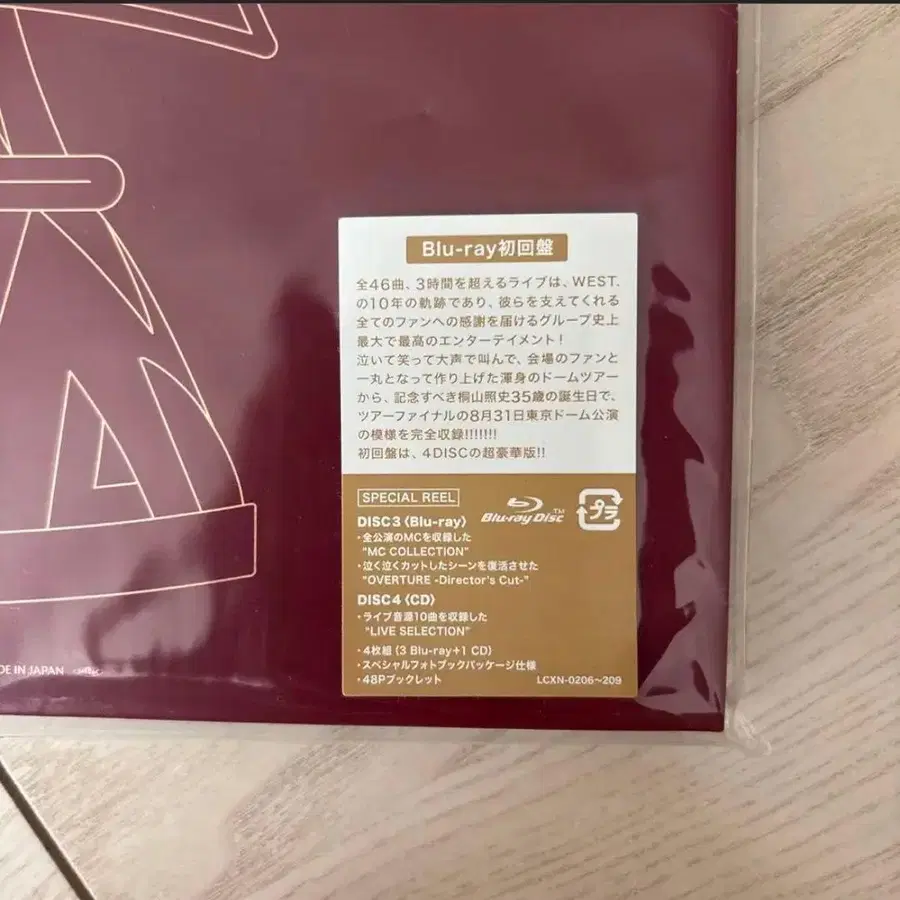 Blu-ray初回盤
全46曲、3時間を超えるライブは、WEST.
の10年の軌跡であり、彼らを支えてくれる
全てのファンへの感謝を届けるグループ史上
最大で最高のエンターテイメント!
泣いて笑って大声で叫んで、会場のファンと
一丸となって作り上げた渾身のドームツアー
から、記念すべき桐山照史35歳の誕生日で、
ツアーファイナルの8月31日東京ドーム公演
の模様を完全収録!!!!!!!
初回盤は、4DISCの超豪華版!!
SPECIAL REEL
Blu-ray Disc™
プラ
DISC3〈Blu-ray〉
・全公演のMCを収録した
"MC COLLECTION"
・泣く泣くカットしたシーンを復活させた
"OVERTURE -Director's Cut-"
DISC4〈CD〉
・ライブ音源10曲を収録した
"LIVE SELECTION"
・4枚組〈3 Blu-ray+1 CD〉
・スペシャルフォトブックパッケージ仕様
・48Pブックレット
LCXN-0206~209
DE IN JAPAN